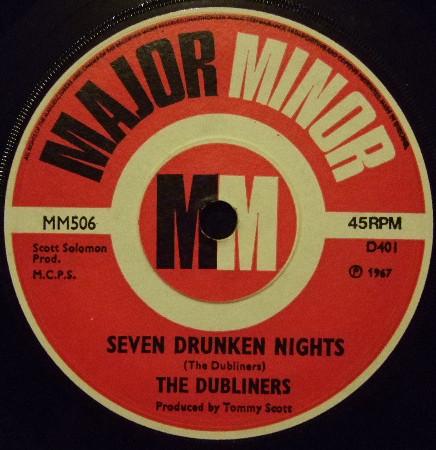 MAJOR MINOR
MM
MM506
45RPM
Scott Solomon
Prod.
M.C.P.S.
D401
℗ 1967
SEVEN DRUNKEN NIGHTS
(The Dubliners)
THE DUBLINERS
Produced by Tommy Scott